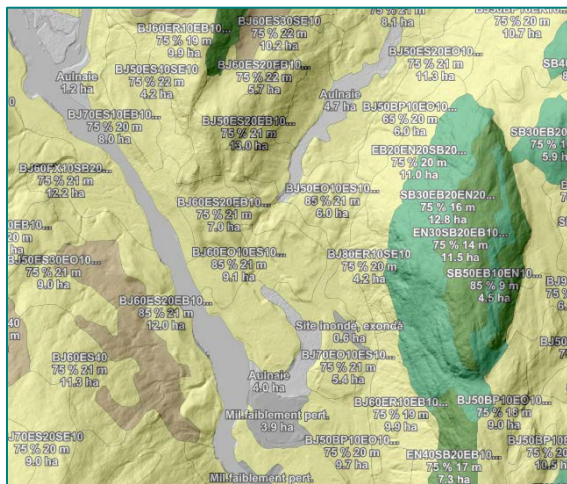 75 % 21 m
8.1 ha
BJ60ES30SE10
75 % 22 m
10.2 ha
BJ60ER10EB10...
75 % 19 m
9.9 ha
75 % 20 m
10.7 ha
BJ50ES20EO10...
75 % 21 m
11.3 ha
BJ60ES20EB10...
75 % 22 m
5.7 ha
BJ50ES40SE10
75 % 22 m
4.2 ha
Aulnaie
1.2 ha
Aulnaie
4.7 ha
BJ50BP10EO10...
65 % 20 m
6.0 ha
BJ70ES10EB10...
75 % 20 m
8.0 ha
BJ50ES20EB10...
75 % 21 m
13.0 ha
SB30EB20
5.9 h
EB20EN20SB20...
75 % 20 m
11.0 ha
BJ60FX10SB20...
75 % 21 m
12.2 ha
BJ50EO10ES10...
85 % 21 m
6.0 ha
SB30EB20EN20...
75 % 16 m
12.8 ha
BJ60ES20EB10...
75 % 21 m
7.0 ha
EN30SB20EB10...
75 % 14 m
11.5 ha
BJ50ES30EO10...
75 % 21 m
9.0 ha
BJ60EO10ES10...
85 % 21 m
9.1 ha
BJ80ER10SE10
75 % 20 m
4.2 ha
SB50EB10EN10...
85 % 9 m
4.5 ha
BJ60ES20EB10...
85 % 21 m
12.0 ha
Site inondé, exondé
0.6 ha
BJ60ES40
75 % 21 m
11.3 ha
BJ70EO10ES10...
75 % 21 m
5.4 ha
Aulnaie
4.0 ha
BJ60ER10EB10...
75 % 19 m
9.9 ha
BJ50BP10EO10...
75 % 18 m
9.0 ha
Mil.faiblement pert.
3.9 ha
J70ES20SE10
75 % 20 m
9.0 ha
BJ50BP10EO10...
75 % 20 m
9.7 ha
EN40SB20EB10...
75 % 17 m
7.3 ha
BJ50BP10E
75 % 20
10.5 h
Mil.faiblement pert.